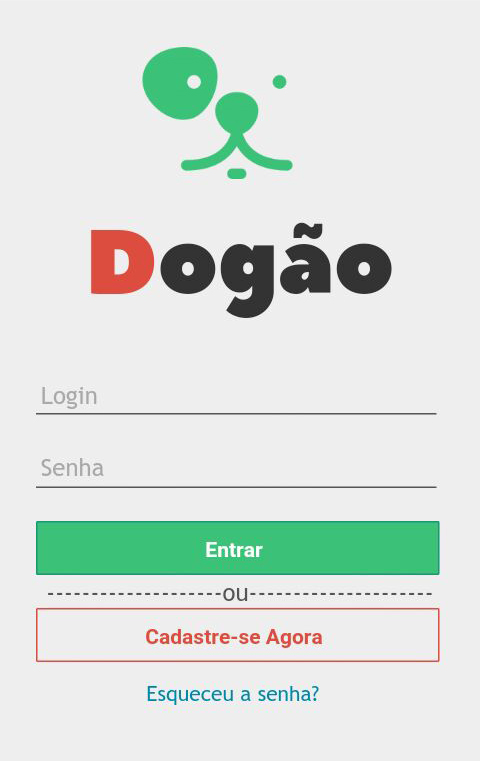 Dogão
Login
Senha
Entrar
ou
Cadastre-se Agora
Esqueceu a senha?